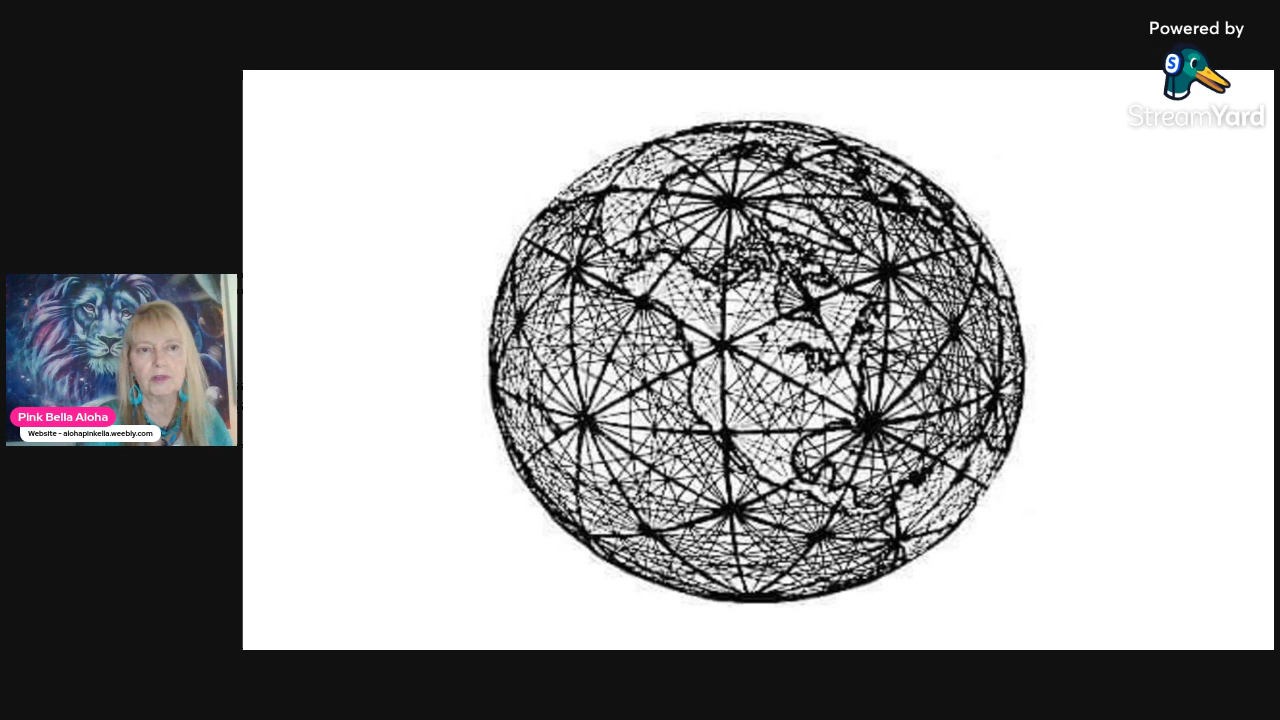 Powered by
S
StreamYard
Pink Bella Aloha
Website - alohapinkella.weebly.com